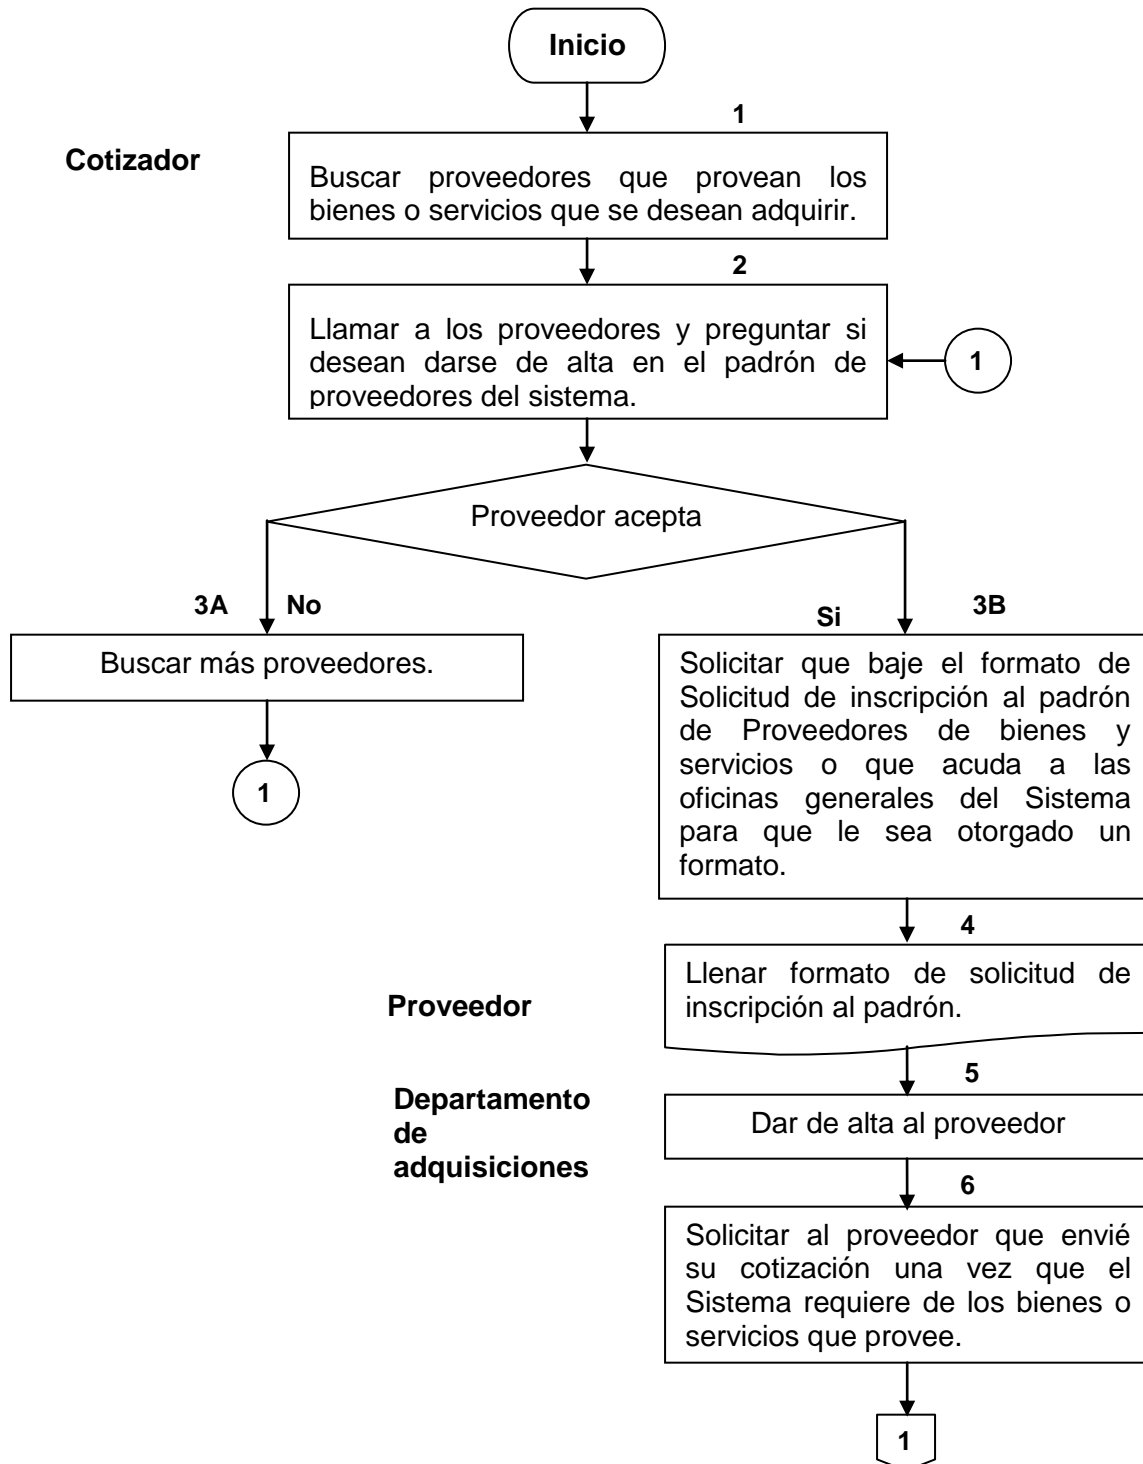 Inicio
1
Cotizador
Buscar proveedores que provean los
bienes o servicios que se desean adquirir.
2
Llamar a los proveedores y preguntar si
desean darse de alta en el padrón de
proveedores del sistema.
1
Proveedor acepta
3A No
Si 3B
Buscar más proveedores.
1
Solicitar que baje el formato de
Solicitud de inscripción al padrón
de Proveedores de bienes y
servicios o que acuda a las
oficinas generales del Sistema
para que le sea otorgado un
formato.
4
Proveedor
Llenar formato de solicitud de
inscripción al padrón.
5
Departamento
de
adquisiciones
Dar de alta al proveedor
6
Solicitar al proveedor que envié
su cotización una vez que el
Sistema requiere de los bienes o
servicios que provee.
1